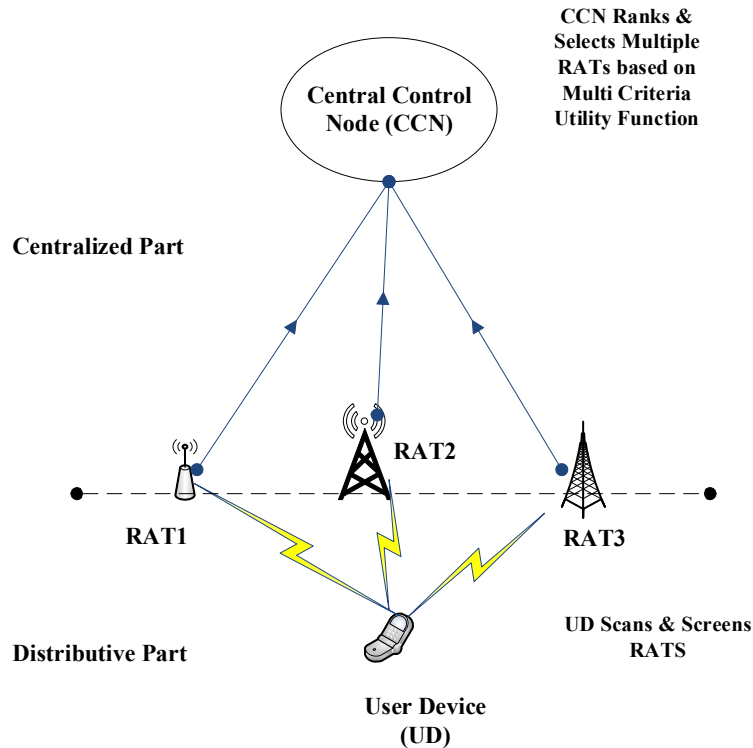 CCN Ranks &
Selects Multiple
RATs based on
Multi Criteria
Utility Function
Central Control
Node (CCN)
Centralized Part
RAT2
RAT1
RAT3
UD Scans & Screens
RATS
Distributive Part
User Device
(UD)